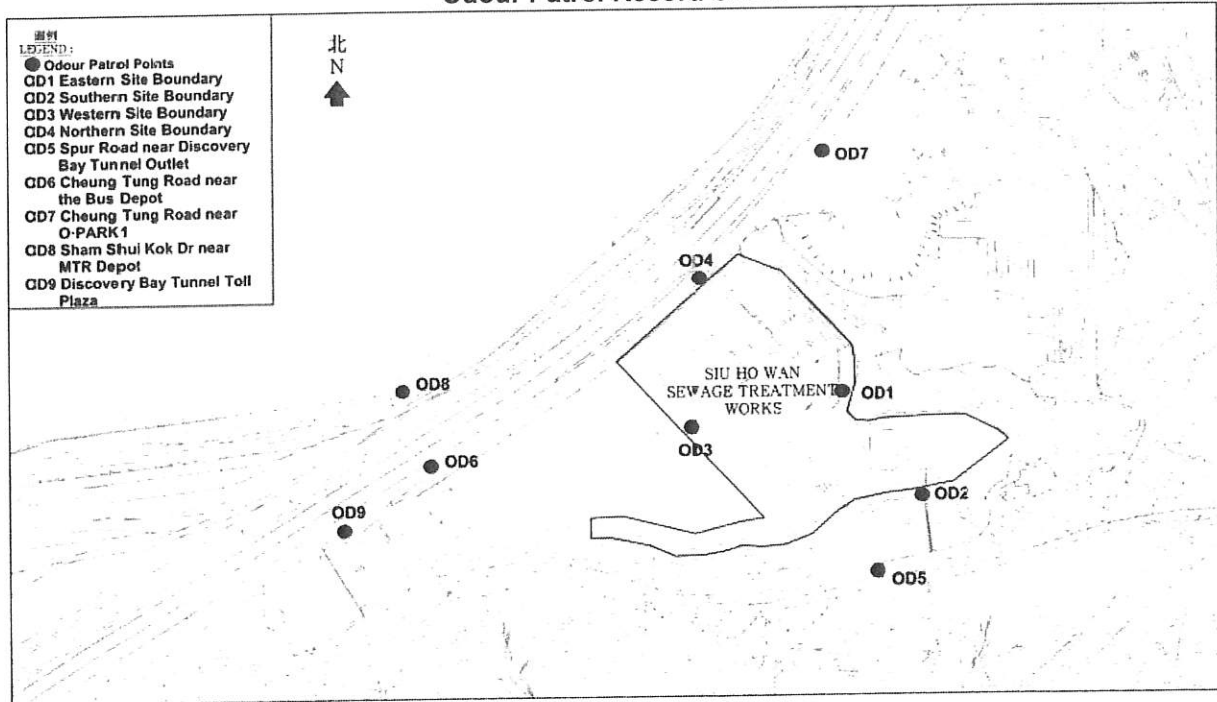 Odour Patrol Record
圖例
LEGEND :
Odour Patrol Points
OD1 Eastern Site Boundary
OD2 Southern Site Boundary
OD3 Western Site Boundary
OD4 Northern Site Boundary
OD5 Spur Road near Discovery
Bay Tunnel Outlet
OD6 Cheung Tung Road near
the Bus Depot
OD7 Cheung Tung Road near
O·PARK1
OD8 Sham Shui Kok Dr near
MTR Depot
OD9 Discovery Bay Tunnel Toll
Plaza
北
N
OD7
OD4
SIU HO WAN
SEWAGE TREATMENT
WORKS
OD1
OD8
OD3
OD6
OD2
OD9
OD5